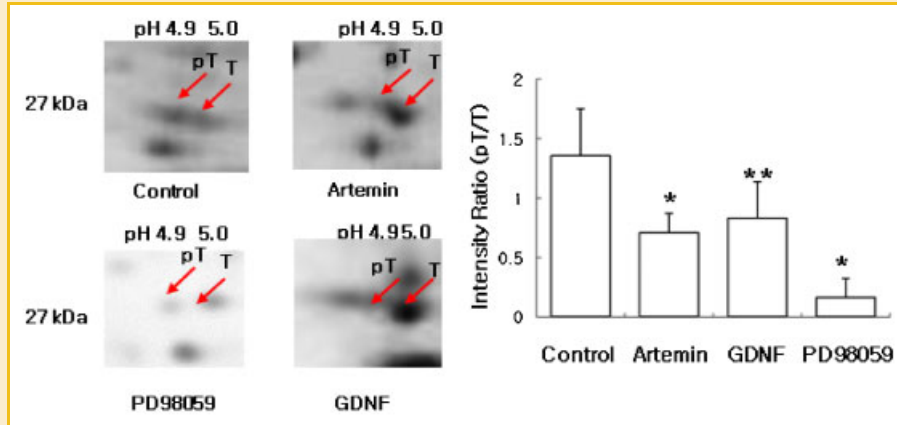 pH 4.9 5.0
pT T
27 kDa
Control
pH 4.9 5.0
pT T
Artemin
pH 4.9 5.0
pT T
27 kDa
PD98059
pH 4.95.0
pT T
GDNF
Intensity Ratio (pT/T)
2
1.5
1
0.5
0
*
**
*
Control Artemin GDNF PD98059